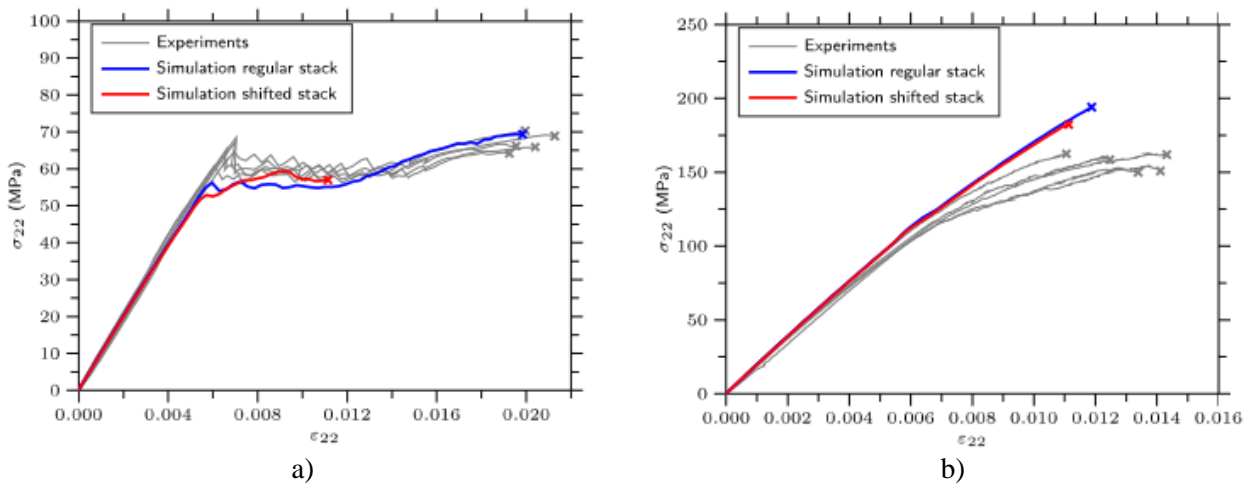 100
90
80
70
60
50
40
30
20
10
0
σ22 (MPa)
Experiments
Simulation regular stack
Simulation shifted stack
0.000 0.004 0.008 0.012 0.016 0.020
ε22
a)
250
200
150
100
50
0
σ22 (MPa)
Experiments
Simulation regular stack
Simulation shifted stack
0.000 0.002 0.004 0.006 0.008 0.010 0.012 0.014 0.016
ε22
b)